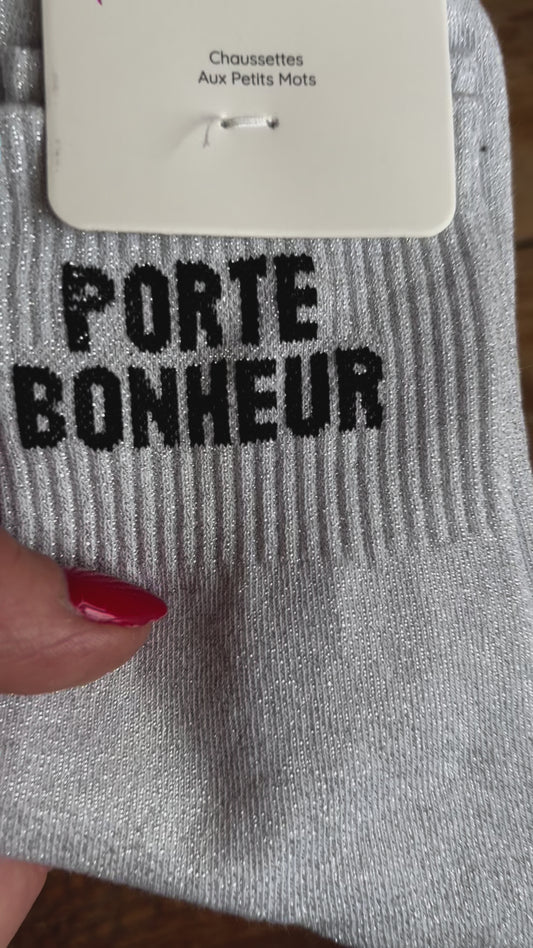 Chaussettes
Aux Petits Mots
PORTE
BONHEUR